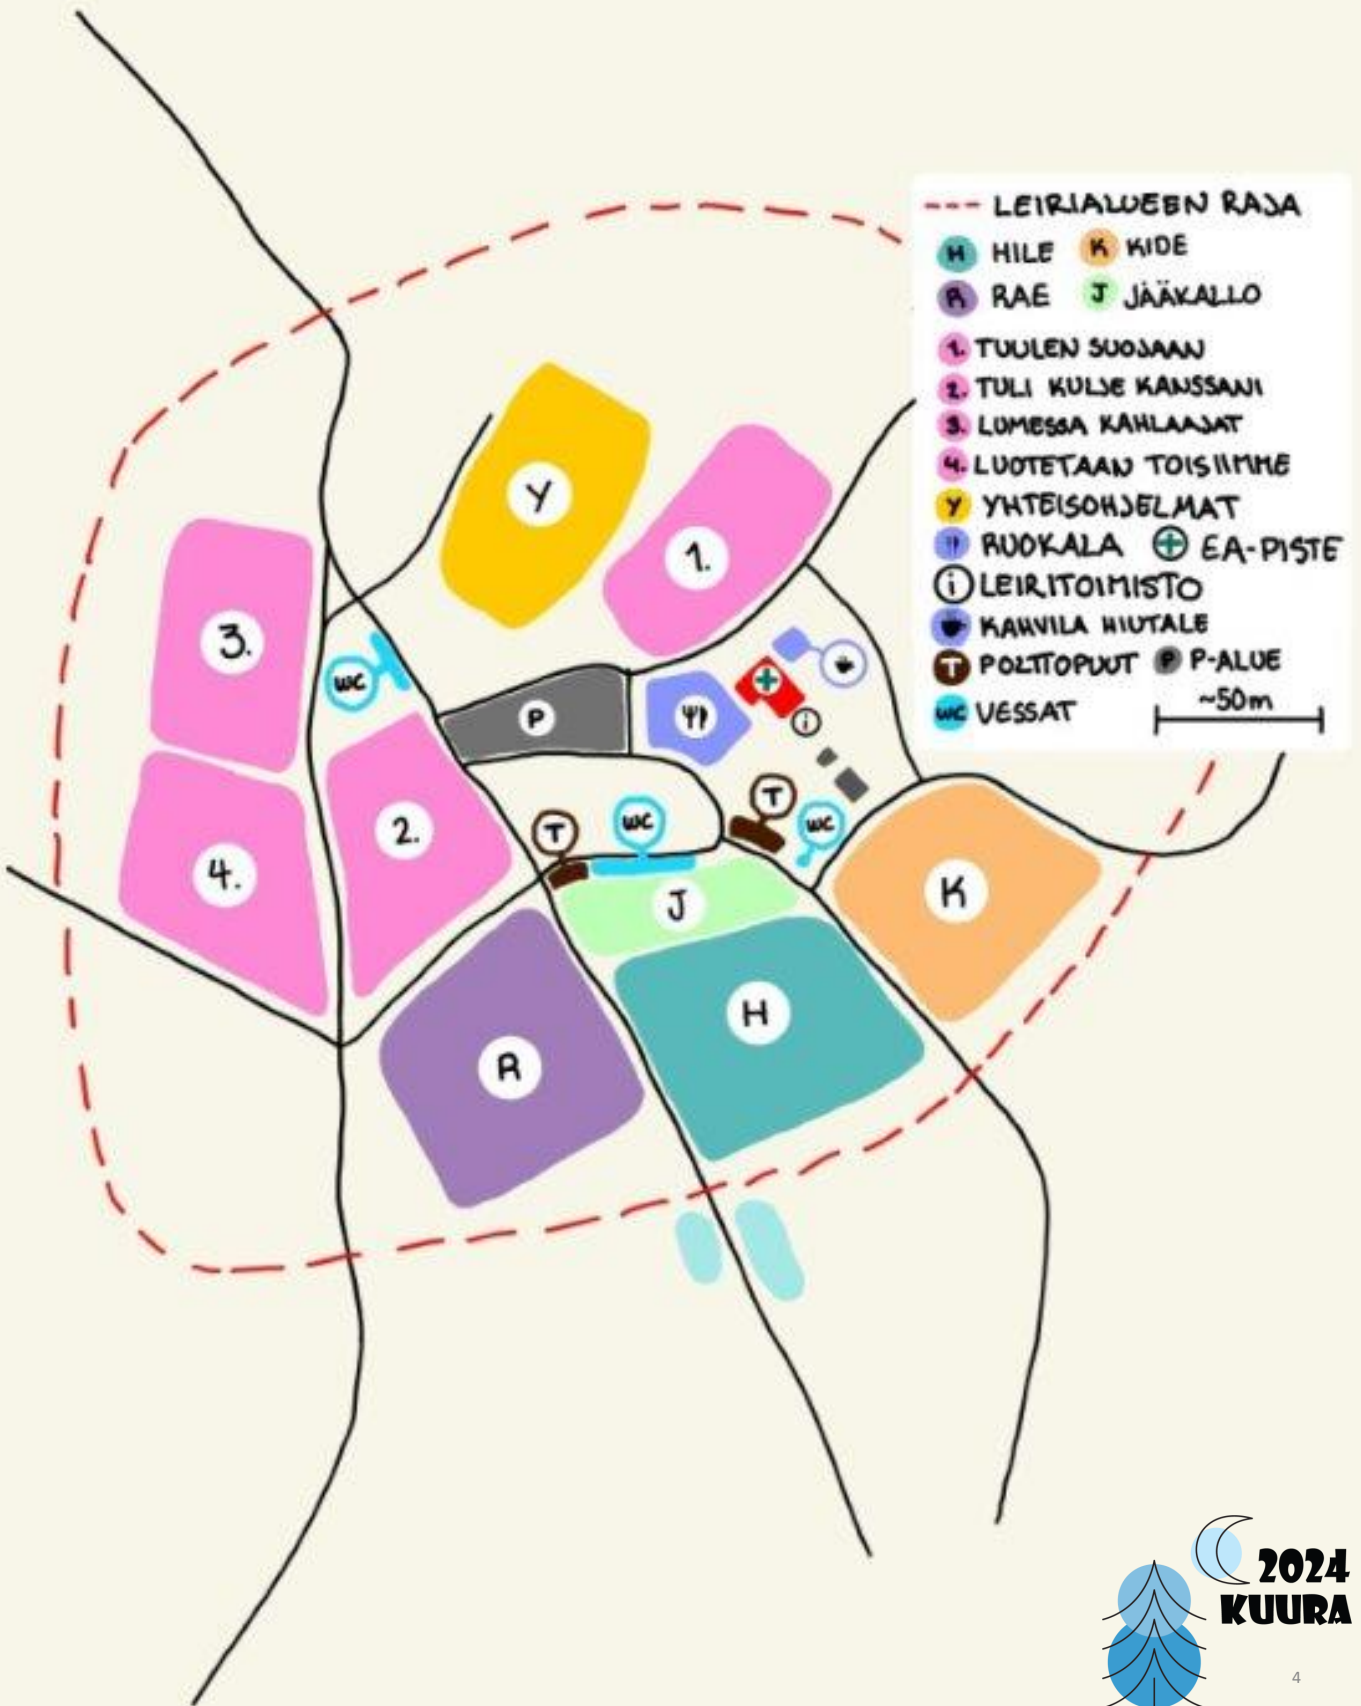 --- LEIRIALUEEN RAJA
H HILE K KIDE
R RAE J JÄÄKALLO
1. TUULEN SUOJAAN
2. TULI KULJE KANSSANI
3. LUMESSA KAHLAAJAT
4. LUOTETAAN TOISIIMME
Y YHTEISOHJELMAT
RUOKALA EA-PISTE
i LEIRITOIMISTO
KAHVILA HIUTALE
T POLTTOPUUT P P-ALUE
WC VESSAT ~50m
Y
1.
3.
WC
P
i
T
T
WC
WC
2.
4.
J
K
H
R
2024
KUURA
4